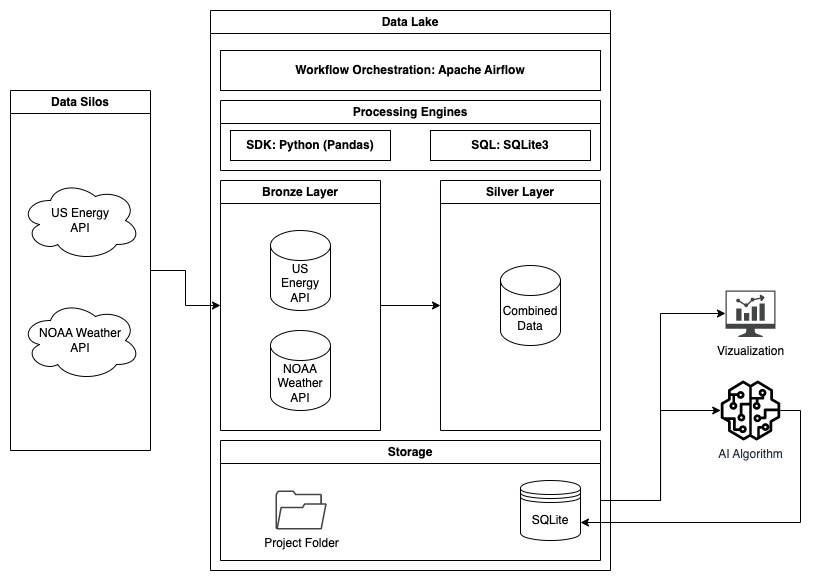 Data Lake
Workflow Orchestration: Apache Airflow
Processing Engines
SDK: Python (Pandas)
SQL: SQLite3
Data Silos
US Energy
API
NOAA Weather
API
Bronze Layer
US
Energy
API
NOAA
Weather
API
Silver Layer
Combined
Data
Storage
Project Folder
SQLite
Vizualization
AI Algorithm